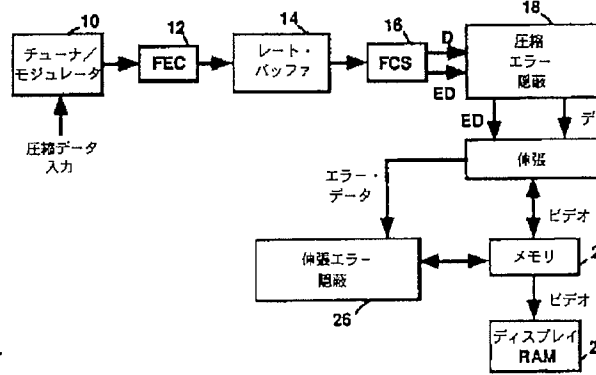 10
チューナ／
モジュレータ
12
FEC
14
レート・
バッファ
16
FCS
D
ED
18
圧縮
エラー
隠蔽
圧縮データ
入力
ED
デ
伸張
エラー・
データ
ビデオ
伸張エラー
隠蔽
26
メモリ
2
ビデオ
ディスプレイ
RAM
2